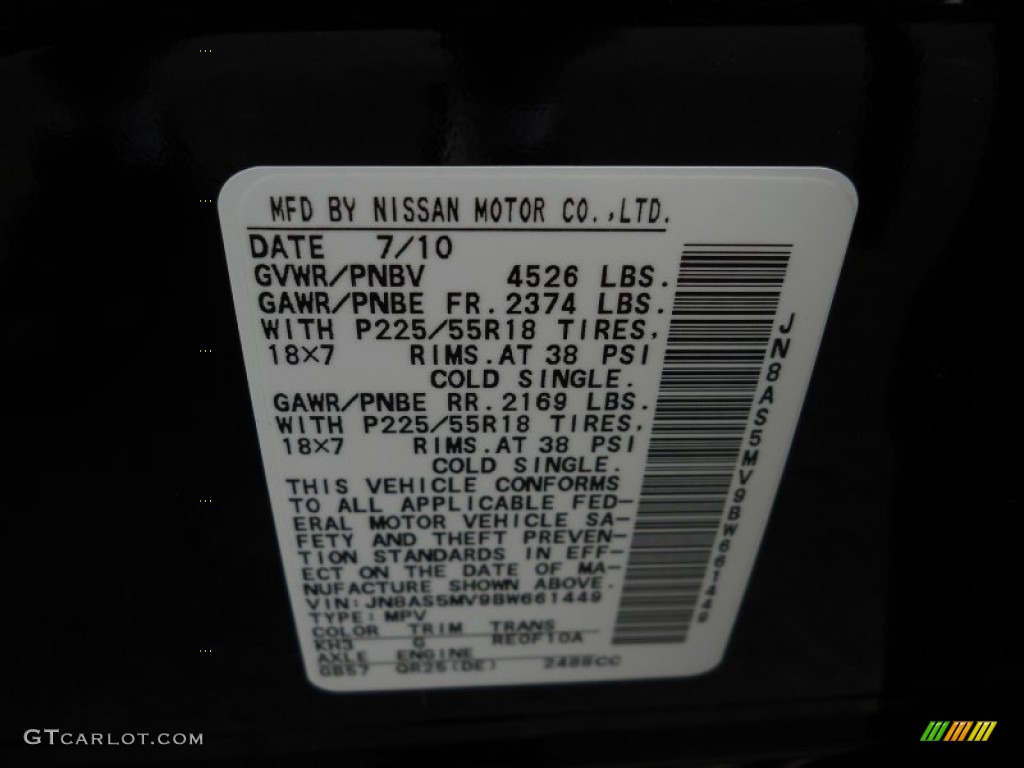 MFD BY NISSAN MOTOR CO.,LTD.
DATE 7/10
GVWR/PNBV 4526 LBS.
GAWR/PNBE FR. 2374 LBS.
WITH P225/55R18 TIRES,
18×7 RIMS.AT 38 PSI
COLD SINGLE.
GAWR/PNBE RR. 2169 LBS.
WITH P225/55R18 TIRES,
18×7 RIMS.AT 38 PSI
COLD SINGLE.
THIS VEHICLE CONFORMS
TO ALL APPLICABLE FED-
ERAL MOTOR VEHICLE SA-
FETY AND THEFT PREVEN-
TION STANDARDS IN EFF-
ECT ON THE DATE OF MA-
NUFACTURE SHOWN ABOVE.
VIN:JN8AS5MV9BW661449
TYPE:MPV
COLOR TRIM TRANS
KH3 G RE0F10A
AXLE ENGINE
GB57 QR25(DE) 2488CC
JN8AS5MV9BW661449
GTCARLOT.COM